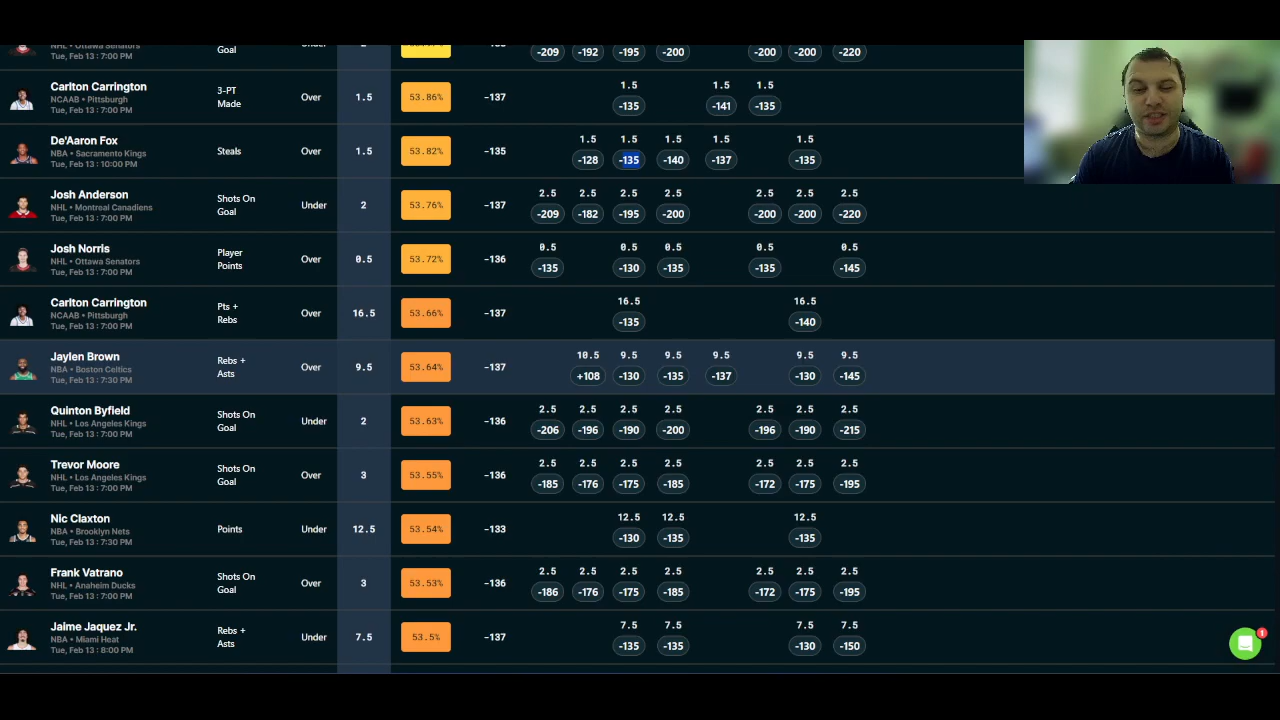 NHL • Ottawa Senators Goal
Tue, Feb 13 : 7:00 PM -209 -192 -195 -200 -200 -200 -220
Carlton Carrington 3-PT 1.5 1.5 1.5
NCAAB • Pittsburgh Made Over 1.5 53.86% -137
Tue, Feb 13 : 7:00 PM -135 -141 -135
De'Aaron Fox 1.5 1.5 1.5 1.5 1.5
NBA • Sacramento Kings Steals Over 1.5 53.82% -135
Tue, Feb 13 : 10:00 PM -128 -135 -140 -137 -135
Josh Anderson Shots On 2.5 2.5 2.5 2.5 2.5 2.5 2.5
NHL • Montreal Canadiens Goal Under 2 53.76% -137
Tue, Feb 13 : 7:00 PM -209 -182 -195 -200 -200 -200 -220
Josh Norris Player 0.5 0.5 0.5 0.5 0.5
NHL • Ottawa Senators Points Over 0.5 53.72% -136
Tue, Feb 13 : 7:00 PM -135 -130 -135 -135 -145
Carlton Carrington Pts + 16.5 16.5
NCAAB • Pittsburgh Rebs Over 16.5 53.66% -137
Tue, Feb 13 : 7:00 PM -135 -140
Jaylen Brown Rebs + 10.5 9.5 9.5 9.5 9.5 9.5
NBA • Boston Celtics Asts Over 9.5 53.64% -137
Tue, Feb 13 : 7:30 PM +108 -130 -135 -137 -130 -145
Quinton Byfield Shots On 2.5 2.5 2.5 2.5 2.5 2.5 2.5
NHL • Los Angeles Kings Goal Under 2 53.63% -136
Tue, Feb 13 : 7:00 PM -206 -196 -190 -200 -196 -190 -215
Trevor Moore Shots On 2.5 2.5 2.5 2.5 2.5 2.5 2.5
NHL • Los Angeles Kings Goal Over 3 53.55% -136
Tue, Feb 13 : 7:00 PM -185 -176 -175 -185 -172 -175 -195
Nic Claxton 12.5 12.5 12.5
NBA • Brooklyn Nets Points Under 12.5 53.54% -133
Tue, Feb 13 : 7:30 PM -130 -135 -135
Frank Vatrano Shots On 2.5 2.5 2.5 2.5 2.5 2.5 2.5
NHL • Anaheim Ducks Goal Over 3 53.53% -136
Tue, Feb 13 : 7:00 PM -186 -176 -175 -185 -172 -175 -195
Jaime Jaquez Jr. Rebs + 7.5 7.5 7.5 7.5
NBA • Miami Heat Asts Under 7.5 53.5% -137
Tue, Feb 13 : 8:00 PM -135 -135 -130 -150
1